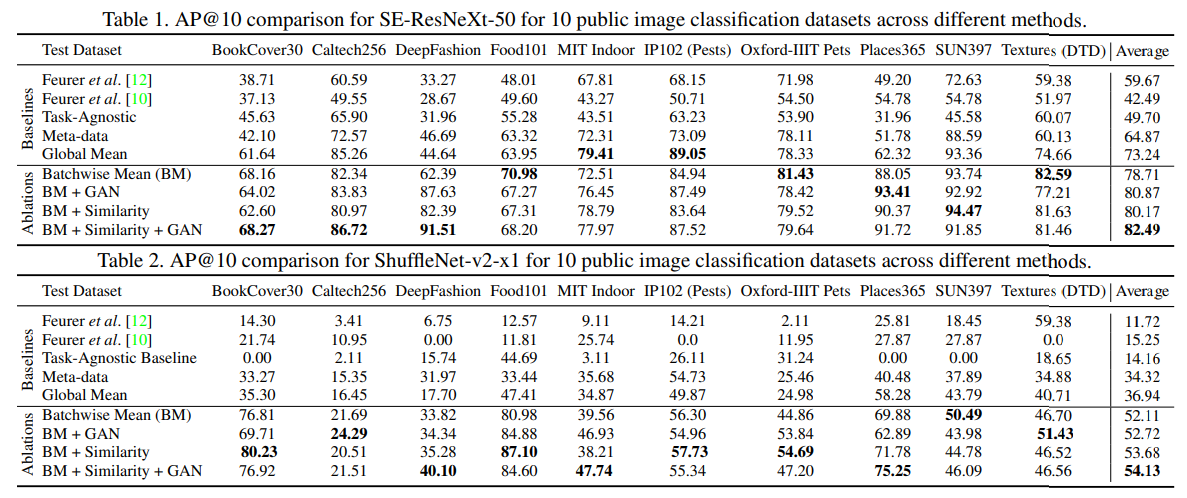 Table 1. AP@10 comparison for SE-ResNeXt-50 for 10 public image classification datasets across different methods.
Test Dataset BookCover30 Caltech256 DeepFashion Food101 MIT Indoor IP102 (Pests) Oxford-IIIT Pets Places365 SUN397 Textures (DTD) Average
Baselines
Feurer et al. [12] 38.71 60.59 33.27 48.01 67.81 68.15 71.98 49.20 72.63 59.38 59.67
Feurer et al. [10] 37.13 49.55 28.67 49.60 43.27 50.71 54.50 54.78 54.78 51.97 42.49
Task-Agnostic 45.63 65.90 31.96 55.28 43.51 63.23 53.90 31.96 45.58 60.07 49.70
Meta-data 42.10 72.57 46.69 63.32 72.31 73.09 78.11 51.78 88.59 60.13 64.87
Global Mean 61.64 85.26 44.64 63.95 79.41 89.05 78.33 62.32 93.36 74.66 73.24
Ablations
Batchwise Mean (BM) 68.16 82.34 62.39 70.98 72.51 84.94 81.43 88.05 93.74 82.59 78.71
BM + GAN 64.02 83.83 87.63 67.27 76.45 87.49 78.42 93.41 92.92 77.21 80.87
BM + Similarity 62.60 80.97 82.39 67.31 78.79 83.64 79.52 90.37 94.47 81.63 80.17
BM + Similarity + GAN 68.27 86.72 91.51 68.20 77.97 87.52 79.64 91.72 91.85 81.46 82.49
Table 2. AP@10 comparison for ShuffleNet-v2-x1 for 10 public image classification datasets across different methods.
Test Dataset BookCover30 Caltech256 DeepFashion Food101 MIT Indoor IP102 (Pests) Oxford-IIIT Pets Places365 SUN397 Textures (DTD) Average
Baselines
Feurer et al. [12] 14.30 3.41 6.75 12.57 9.11 14.21 2.11 25.81 18.45 59.38 11.72
Feurer et al. [10] 21.74 10.95 0.00 11.81 25.74 0.0 11.95 27.87 27.87 0.0 15.25
Task-Agnostic Baseline 0.00 2.11 15.74 44.69 3.11 26.11 31.24 0.00 0.00 18.65 14.16
Meta-data 33.27 15.35 31.97 33.44 35.68 54.73 25.46 40.48 37.89 34.88 34.32
Global Mean 35.30 16.45 17.70 47.41 34.87 49.87 24.98 58.28 43.79 40.71 36.94
Ablations
Batchwise Mean (BM) 76.81 21.69 33.82 80.98 39.56 56.30 44.86 69.88 50.49 46.70 52.11
BM + GAN 69.71 24.29 34.34 84.88 46.93 54.96 53.84 62.89 43.98 51.43 52.72
BM + Similarity 80.23 20.51 35.28 87.10 38.21 57.73 54.69 71.78 44.78 46.52 53.68
BM + Similarity + GAN 76.92 21.51 40.10 84.60 47.74 55.34 47.20 75.25 46.09 46.56 54.13